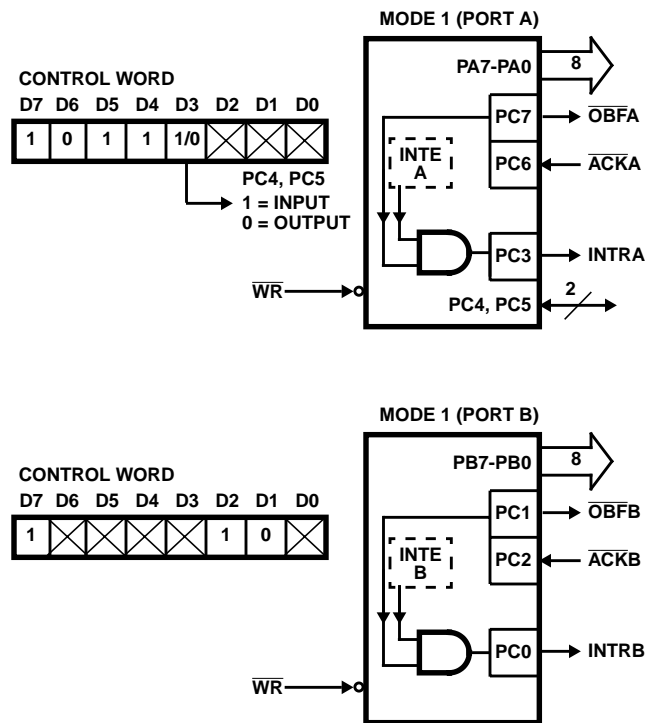 MODE 1 (PORT A)
CONTROL WORD
D7 D6 D5 D4 D3 D2 D1 D0
1 0 1 1 1/0
PC4, PC5
1 = INPUT
0 = OUTPUT
PA7-PA0
8
PC7
OBFA
INTE
A
PC6
ACKA
PC3
INTRA
WR
PC4, PC5
2
MODE 1 (PORT B)
CONTROL WORD
D7 D6 D5 D4 D3 D2 D1 D0
1 1 0
PB7-PB0
8
PC1
OBFB
INTE
B
PC2
ACKB
PC0
INTRB
WR